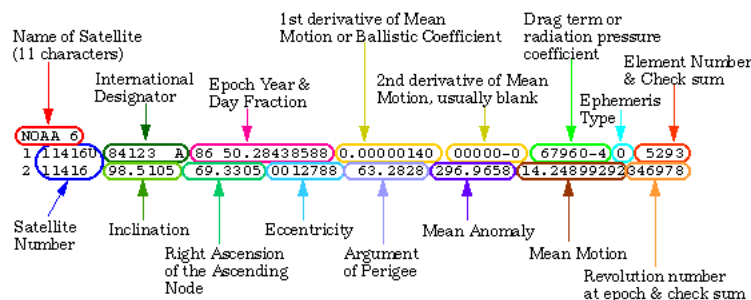 Name of Satellite
(11 characters)
International
Designator
Epoch Year &
Day Fraction
1st derivative of Mean
Motion or Ballistic Coefficient
2nd derivative of Mean
Motion, usually blank
Drag term or
radiation pressure
coefficient
Ephemeris
Type
Element Number
& Check sum
NOAA 6
1 11416U 84123 A 86 50.28438588 0.00000140 00000-0 67960-4 0 5293
2 11416 98.5105 69.3305 0012788 63.2828 296.9658 14.24899292346978
Satellite
Number
Inclination
Right Ascension
of the Ascending
Node
Eccentricity
Argument
of Perigee
Mean Anomaly
Mean Motion
Revolution number
at epoch & check sum